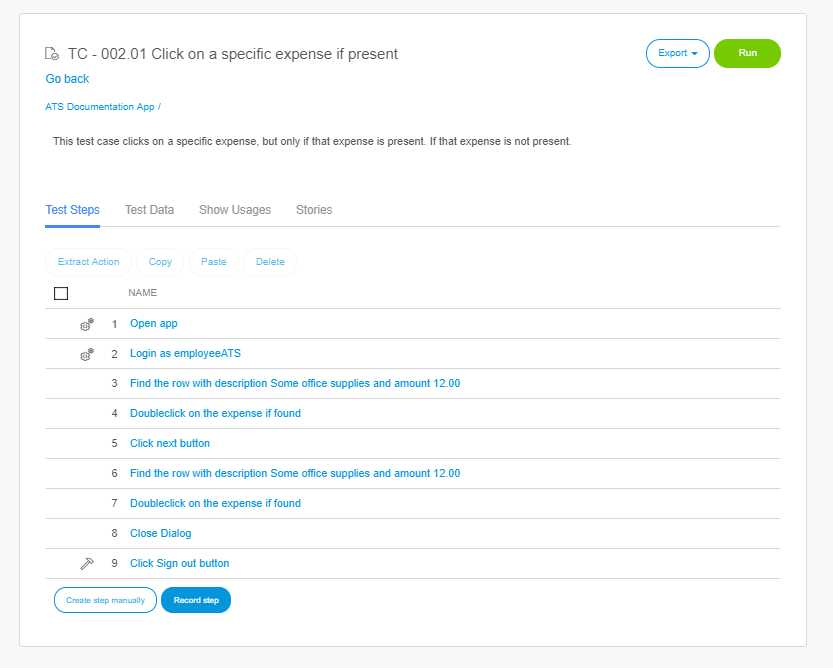 TC - 002.01 Click on a specific expense if present
Export
Run
Go back
ATS Documentation App /
This test case clicks on a specific expense, but only if that expense is present. If that expense is not present.
Test Steps Test Data Show Usages Stories
Extract Action Copy Paste Delete
NAME
1 Open app
2 Login as employeeATS
3 Find the row with description Some office supplies and amount 12.00
4 Doubleclick on the expense if found
5 Click next button
6 Find the row with description Some office supplies and amount 12.00
7 Doubleclick on the expense if found
8 Close Dialog
9 Click Sign out button
Create step manually Record step